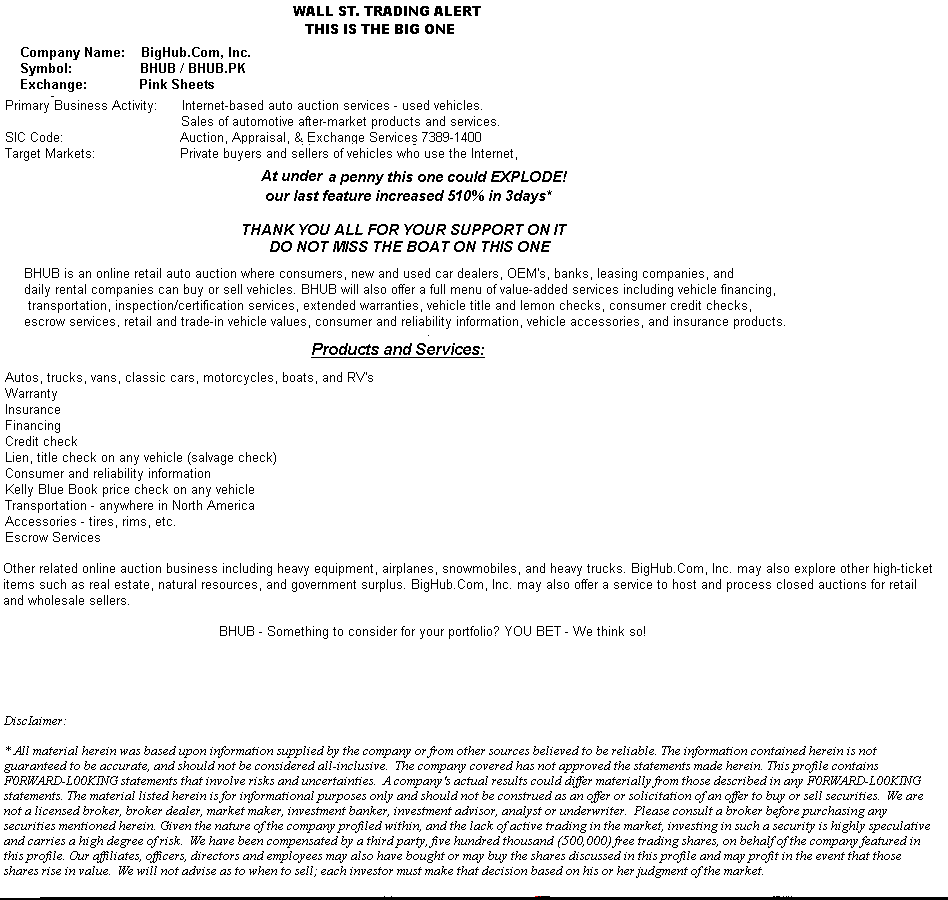 WALL ST. TRADING ALERT
THIS IS THE BIG ONE
Company Name: BigHub.Com, Inc.
Symbol: BHUB / BHUB.PK
Exchange: Pink Sheets
Primary Business Activity: Internet-based auto auction services - used vehicles.
Sales of automotive after-market products and services.
SIC Code: Auction, Appraisal, & Exchange Services 7389-1400
Target Markets: Private buyers and sellers of vehicles who use the Internet,
At under a penny this one could EXPLODE!
our last feature increased 510% in 3days*
THANK YOU ALL FOR YOUR SUPPORT ON IT
DO NOT MISS THE BOAT ON THIS ONE
BHUB is an online retail auto auction where consumers, new and used car dealers, OEM's, banks, leasing companies, and
daily rental companies can buy or sell vehicles. BHUB will also offer a full menu of value-added services including vehicle financing,
transportation, inspection/certification services, extended warranties, vehicle title and lemon checks, consumer credit checks,
escrow services, retail and trade-in vehicle values, consumer and reliability information, vehicle accessories, and insurance products.
Products and Services:
Autos, trucks, vans, classic cars, motorcycles, boats, and RV's
Warranty
Insurance
Financing
Credit check
Lien, title check on any vehicle (salvage check)
Consumer and reliability information
Kelly Blue Book price check on any vehicle
Transportation - anywhere in North America
Accessories - tires, rims, etc.
Escrow Services
Other related online auction business including heavy equipment, airplanes, snowmobiles, and heavy trucks. BigHub.Com, Inc. may also explore other high-ticket
items such as real estate, natural resources, and government surplus. BigHub.Com, Inc. may also offer a service to host and process closed auctions for retail
and wholesale sellers.
BHUB - Something to consider for your portfolio? YOU BET - We think so!
Disclaimer:
* All material herein was based upon information supplied by the company or from other sources believed to be reliable. The information contained herein is not
guaranteed to be accurate, and should not be considered all-inclusive. The company covered has not approved the statements made herein. This profile contains
F0RWARD-L00KING statements that involve risks and uncertainties. A company's actual results could differ materially from those described in any F0RWARD-L00KING
statements. The material listed herein is for informational purposes only and should not be construed as an offer or solicitation of an offer to buy or sell securities. We are
not a licensed broker, broker dealer, market maker, investment banker, investment advisor, analyst or underwriter. Please consult a broker before purchasing any
securities mentioned herein. Given the nature of the company profiled within, and the lack of active trading in the market, investing in such a security is highly speculative
and carries a high degree of risk. We have been compensated by a third party, five hundred thousand (500,000) free trading shares, on behalf of the company featured in
this profile. Our affiliates, officers, directors and employees may also have bought or may buy the shares discussed in this profile and may profit in the event that those
shares rise in value. We will not advise as to when to sell; each investor must make that decision based on his or her judgment of the market.